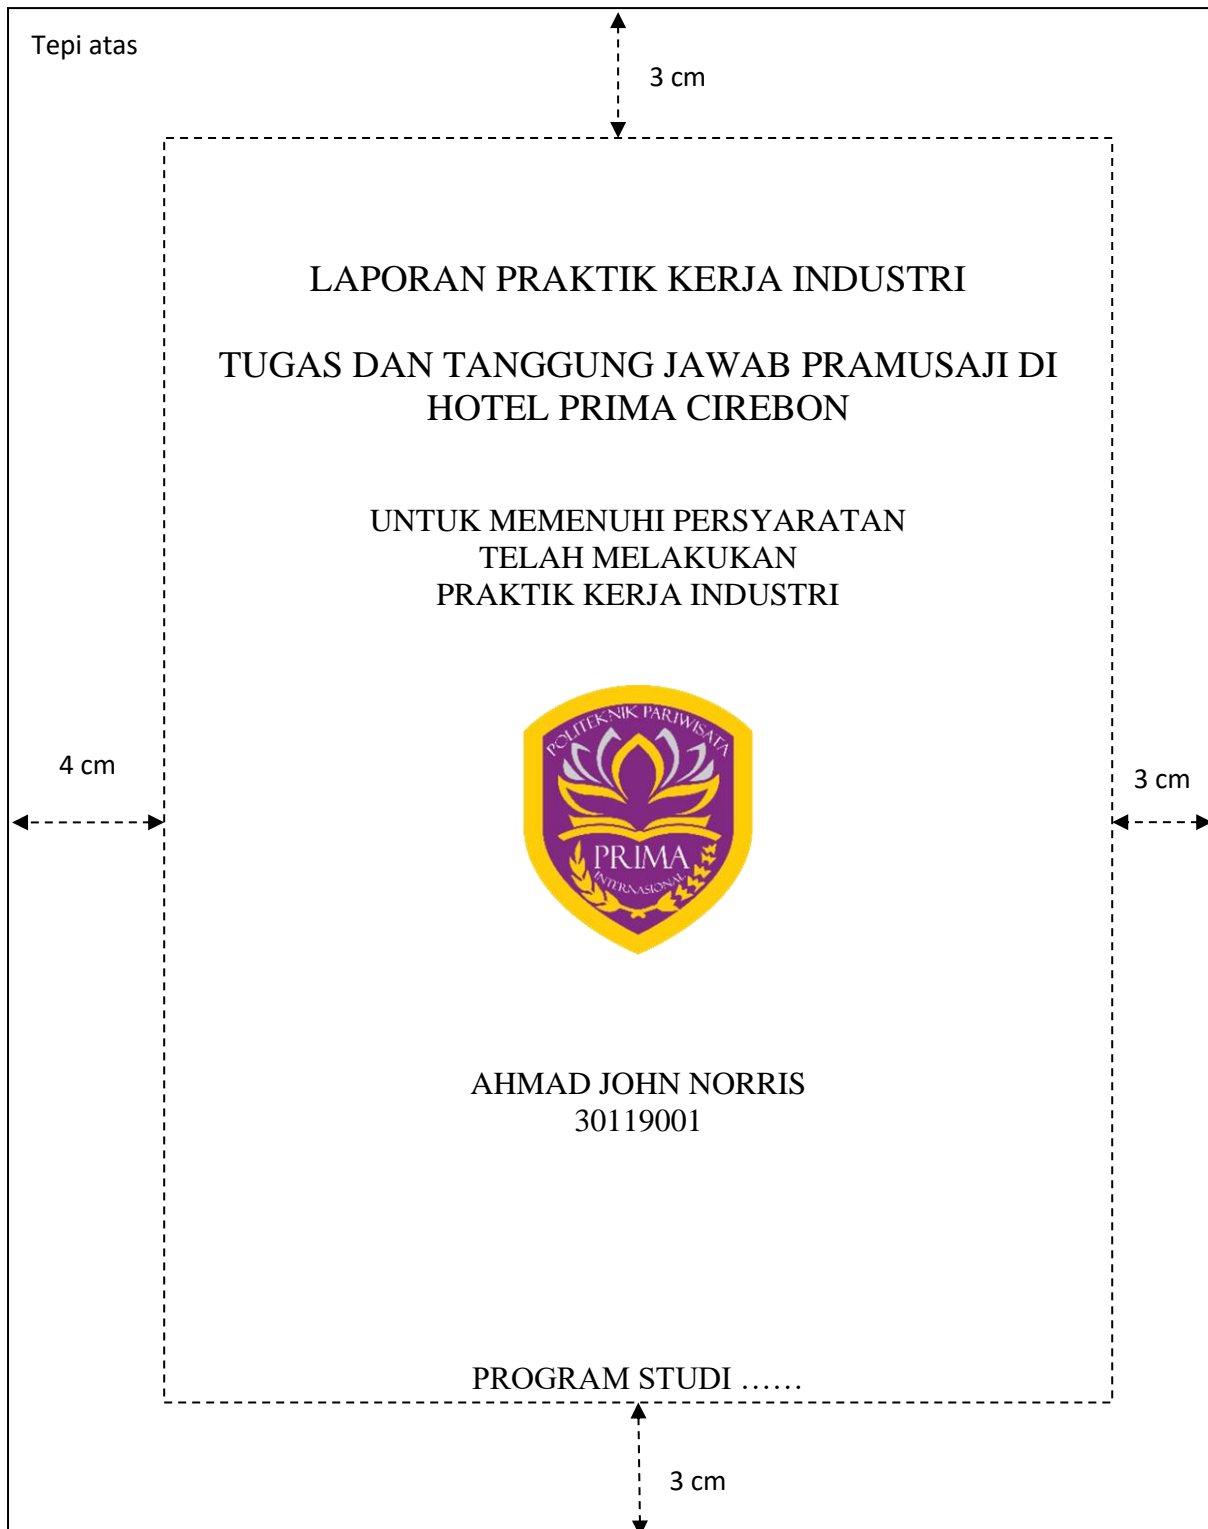 Tepi atas
3 cm
LAPORAN PRAKTIK KERJA INDUSTRI
TUGAS DAN TANGGUNG JAWAB PRAMUSAJI DI
HOTEL PRIMA CIREBON
UNTUK MEMENUHI PERSYARATAN
TELAH MELAKUKAN
PRAKTIK KERJA INDUSTRI
POLITEKNIK PARIWISATA
PRIMA
INTERNASIONAL
4 cm
3 cm
AHMAD JOHN NORRIS
30119001
PROGRAM STUDI ……
3 cm